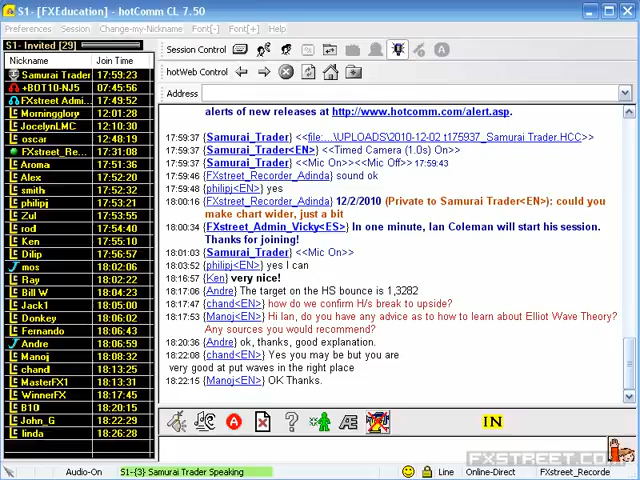 S1- [FXEducation] - hotComm CL 7.50
Preferences Session Change-my-Nickname Font[-] Font[+] Help
S1- Invited [29]
Nickname Join Time
Samurai Trader 17:59:23
+BOT10-NJ5 07:45:56
FXstreet Admi... 17:49:52
Morningglory 12:01:28
JocelynLMC 12:10:30
oscar 12:48:19
FXstreet_Re... 17:31:08
Aroma 17:51:36
Alex 17:52:20
smith 17:52:32
philipj 17:53:21
Zul 17:53:55
rod 17:54:40
Ken 17:55:10
Dilip 17:57:30
mos 18:02:06
Ray 18:02:22
Bill W 18:04:23
Jack1 18:05:00
Donkey 18:06:02
Fernando 18:06:43
Andre 18:06:59
Manoj 18:08:32
chand 18:13:25
MasterFX1 18:13:31
WinnerFX 18:17:45
B10 18:20:15
John_G 18:22:29
linda 18:26:28
Session Control
hotWeb Control
Address
alerts of new releases at http://www.hotcomm.com/alert.asp.
17:59:37 {Samurai_Trader} <<file:...\UPLOADS\2010-12-02 t175937_Samurai Trader.HCC>>
17:59:37 {Samurai_Trader<EN>} <<Timed Camera (1.0s) On>>
17:59:37 {Samurai_Trader} <<Mic On>><<Mic Off>> 17:59:43
17:59:46 {FXstreet_Recorder_Adinda} sound ok
17:59:48 {philipj<EN>} yes
18:00:16 {FXstreet_Recorder_Adinda} 12/2/2010 (Private to Samurai Trader<EN>): could you
make chart wider, just a bit
18:00:34 {FXstreet_Admin_Vicky<ES>} In one minute, Ian Coleman will start his session.
Thanks for joining!
18:01:03 {Samurai_Trader} <<Mic On>>
18:03:52 {philipj<EN>} yes I can
18:16:57 {Ken} very nice!
18:17:06 {Andre} The target on the HS bounce is 1,3282
18:17:47 {chand<EN>} how do we confirm H/s break to upside?
18:17:53 {Manoj<EN>} Hi Ian, do you have any advice as to how to learn about Elliot Wave Theory?
Any sources you would recommend?
18:20:36 {Andre} ok, thanks, good explanation.
18:22:08 {chand<EN>} Yes you may be but you are
very good at put waves in the right place
18:22:15 {Manoj<EN>} OK Thanks.
IN
FXSTREET.COM
Audio-On S1-{3} Samurai Trader Speaking Line Online-Direct FXstreet_Recorde